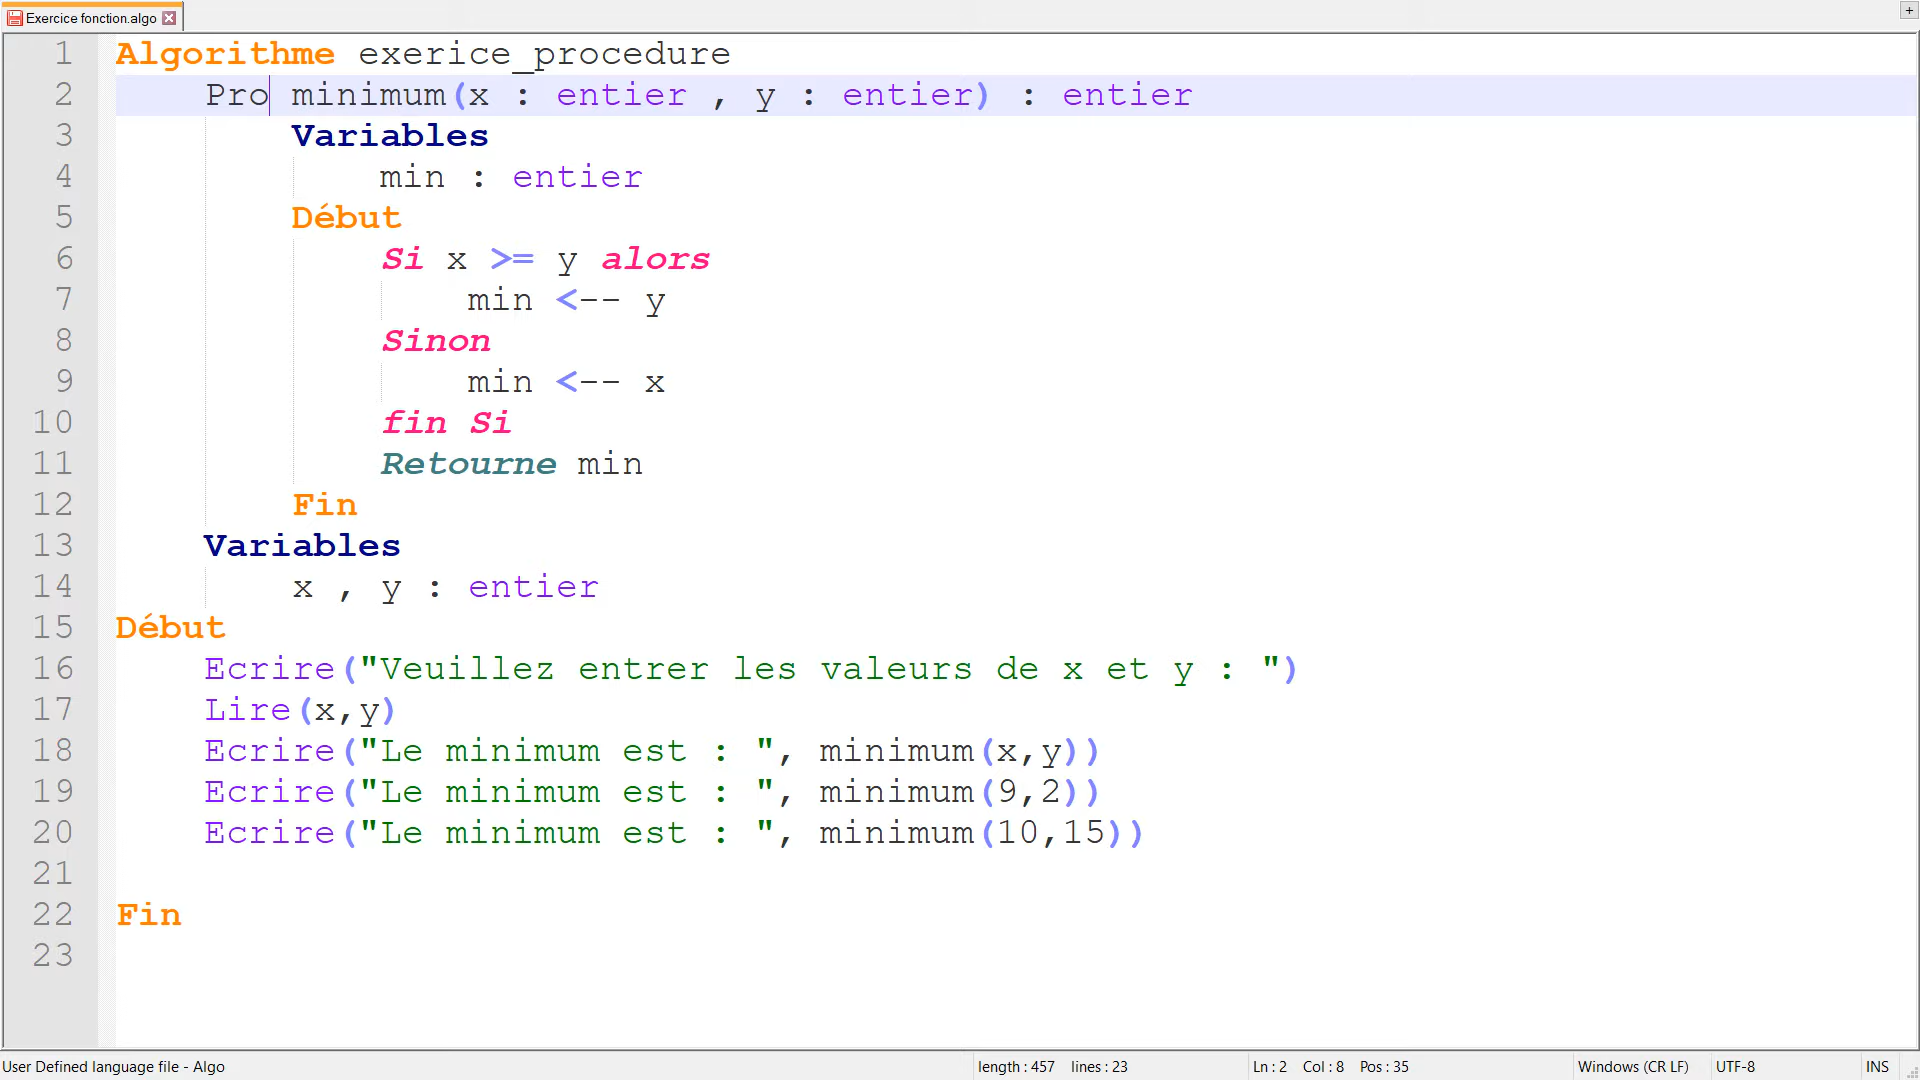 Exercice fonction.algo
+
1 Algorithme exerice_procedure
2 Pro minimum(x : entier , y : entier) : entier
3 Variables
4 min : entier
5 Début
6 Si x >= y alors
7 min <-- y
8 Sinon
9 min <-- x
10 fin Si
11 Retourne min
12 Fin
13 Variables
14 x , y : entier
15 Début
16 Ecrire("Veuillez entrer les valeurs de x et y : ")
17 Lire(x,y)
18 Ecrire("Le minimum est : ", minimum(x,y))
19 Ecrire("Le minimum est : ", minimum(9,2))
20 Ecrire("Le minimum est : ", minimum(10,15))
21
22 Fin
23
User Defined language file - Algo length : 457 lines : 23 Ln : 2 Col : 8 Pos : 35 Windows (CR LF) UTF-8 INS